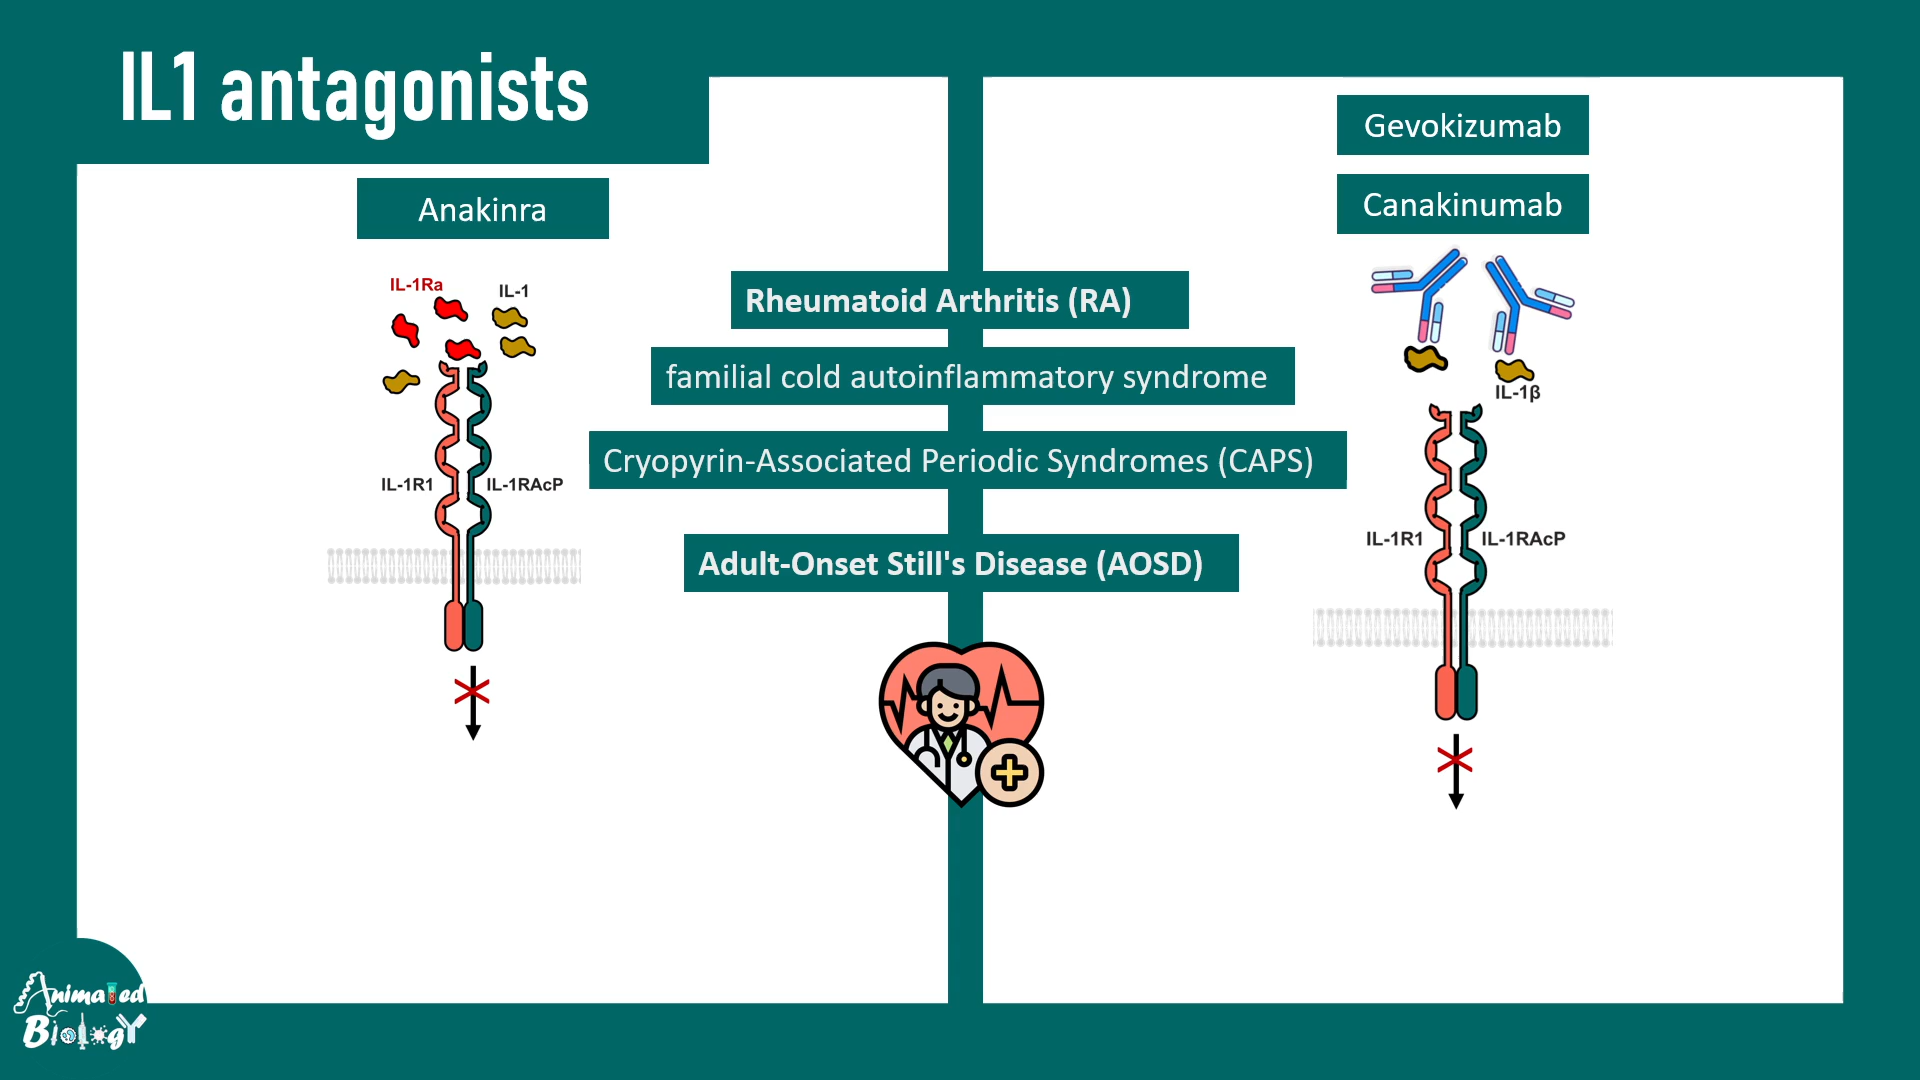 IL1 antagonists
Anakinra
IL-1Ra
IL-1
IL-1R1
IL-1RAcP
Rheumatoid Arthritis (RA)
familial cold autoinflammatory syndrome
Cryopyrin-Associated Periodic Syndromes (CAPS)
Adult-Onset Still's Disease (AOSD)
Gevokizumab
Canakinumab
IL-1β
IL-1R1
IL-1RAcP
Animated
Biology